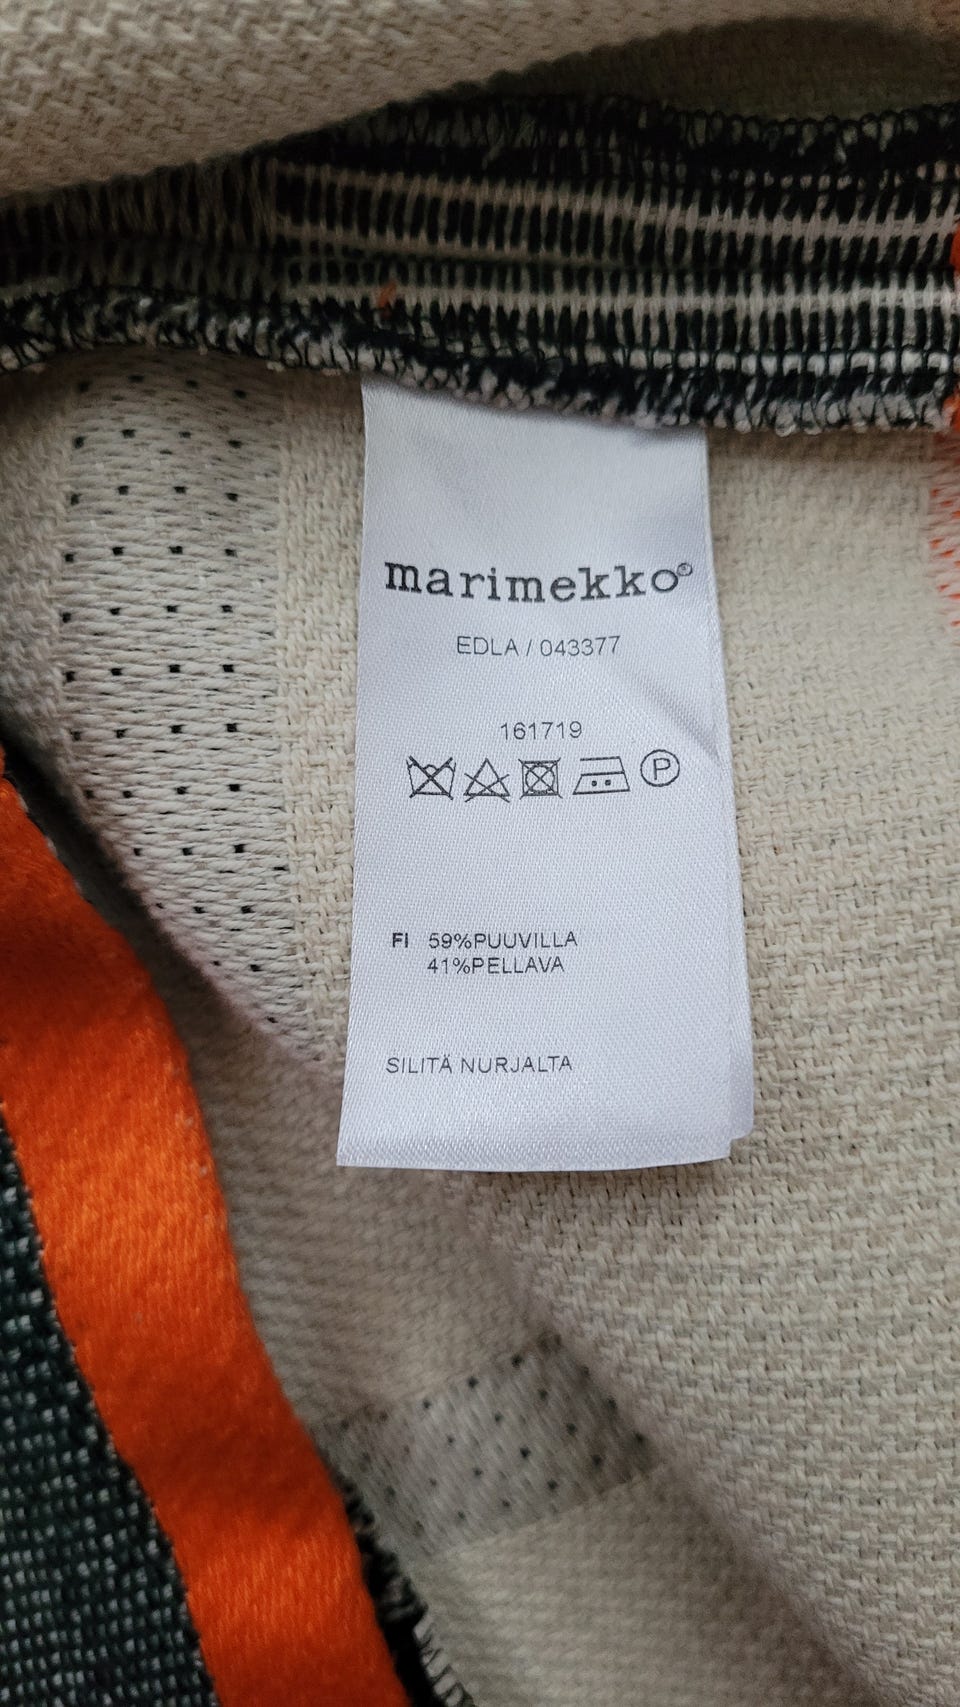 marimekko®
EDLA / 043377
161719
P
FI 59%PUUVILLA
41%PELLAVA
SILITÄ NURJALTA